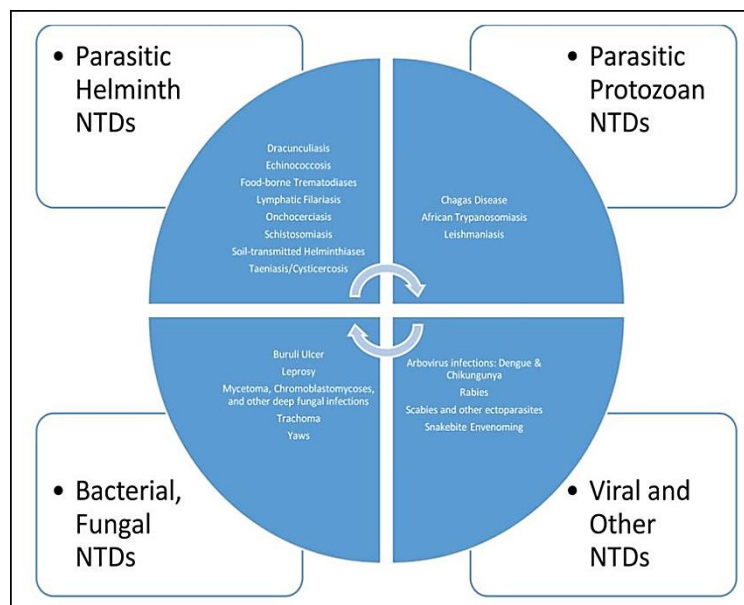 • Parasitic
Helminth
NTDs
Dracunculiasis
Echinococcosis
Food-borne Trematodiases
Lymphatic Filariasis
Onchocerciasis
Schistosomiasis
Soil-transmitted Helminthiases
Taeniasis/Cysticercosis
• Parasitic
Protozoan
NTDs
Chagas Disease
African Trypanosomiasis
Leishmaniasis
Buruli Ulcer
Leprosy
Mycetoma, Chromoblastomycoses,
and other deep fungal infections
Trachoma
Yaws
• Bacterial,
Fungal
NTDs
Arbovirus infections: Dengue &
Chikungunya
Rabies
Scabies and other ectoparasites
Snakebite Envenoming
• Viral and
Other
NTDs